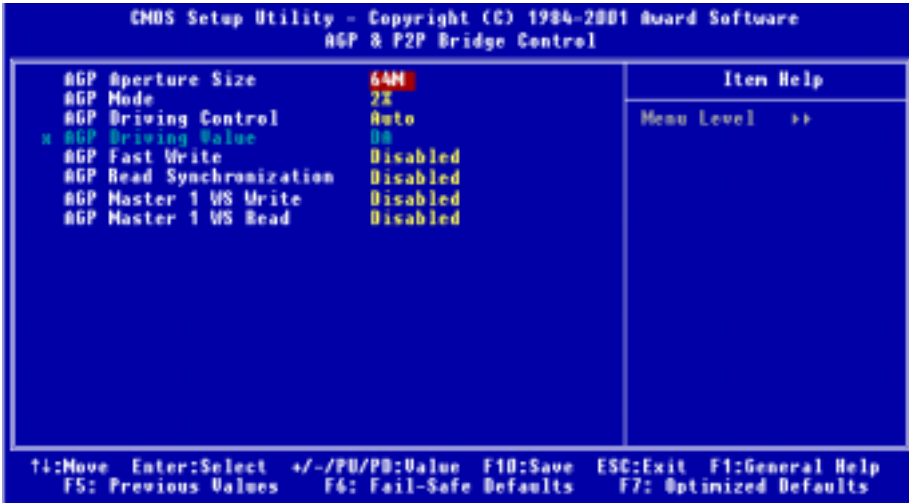 CMOS Setup Utility - Copyright (C) 1984-2001 Award Software
AGP & P2P Bridge Control
AGP Aperture Size 64M
AGP Mode 2X
AGP Driving Control Auto
x AGP Driving Value DA
AGP Fast Write Disabled
AGP Read Synchronization Disabled
AGP Master 1 WS Write Disabled
AGP Master 1 WS Read Disabled
Item Help
Menu Level ▸▸
↑↓:Move Enter:Select +/-/PU/PD:Value F10:Save ESC:Exit F1:General Help
F5: Previous Values F6: Fail-Safe Defaults F7: Optimized Defaults